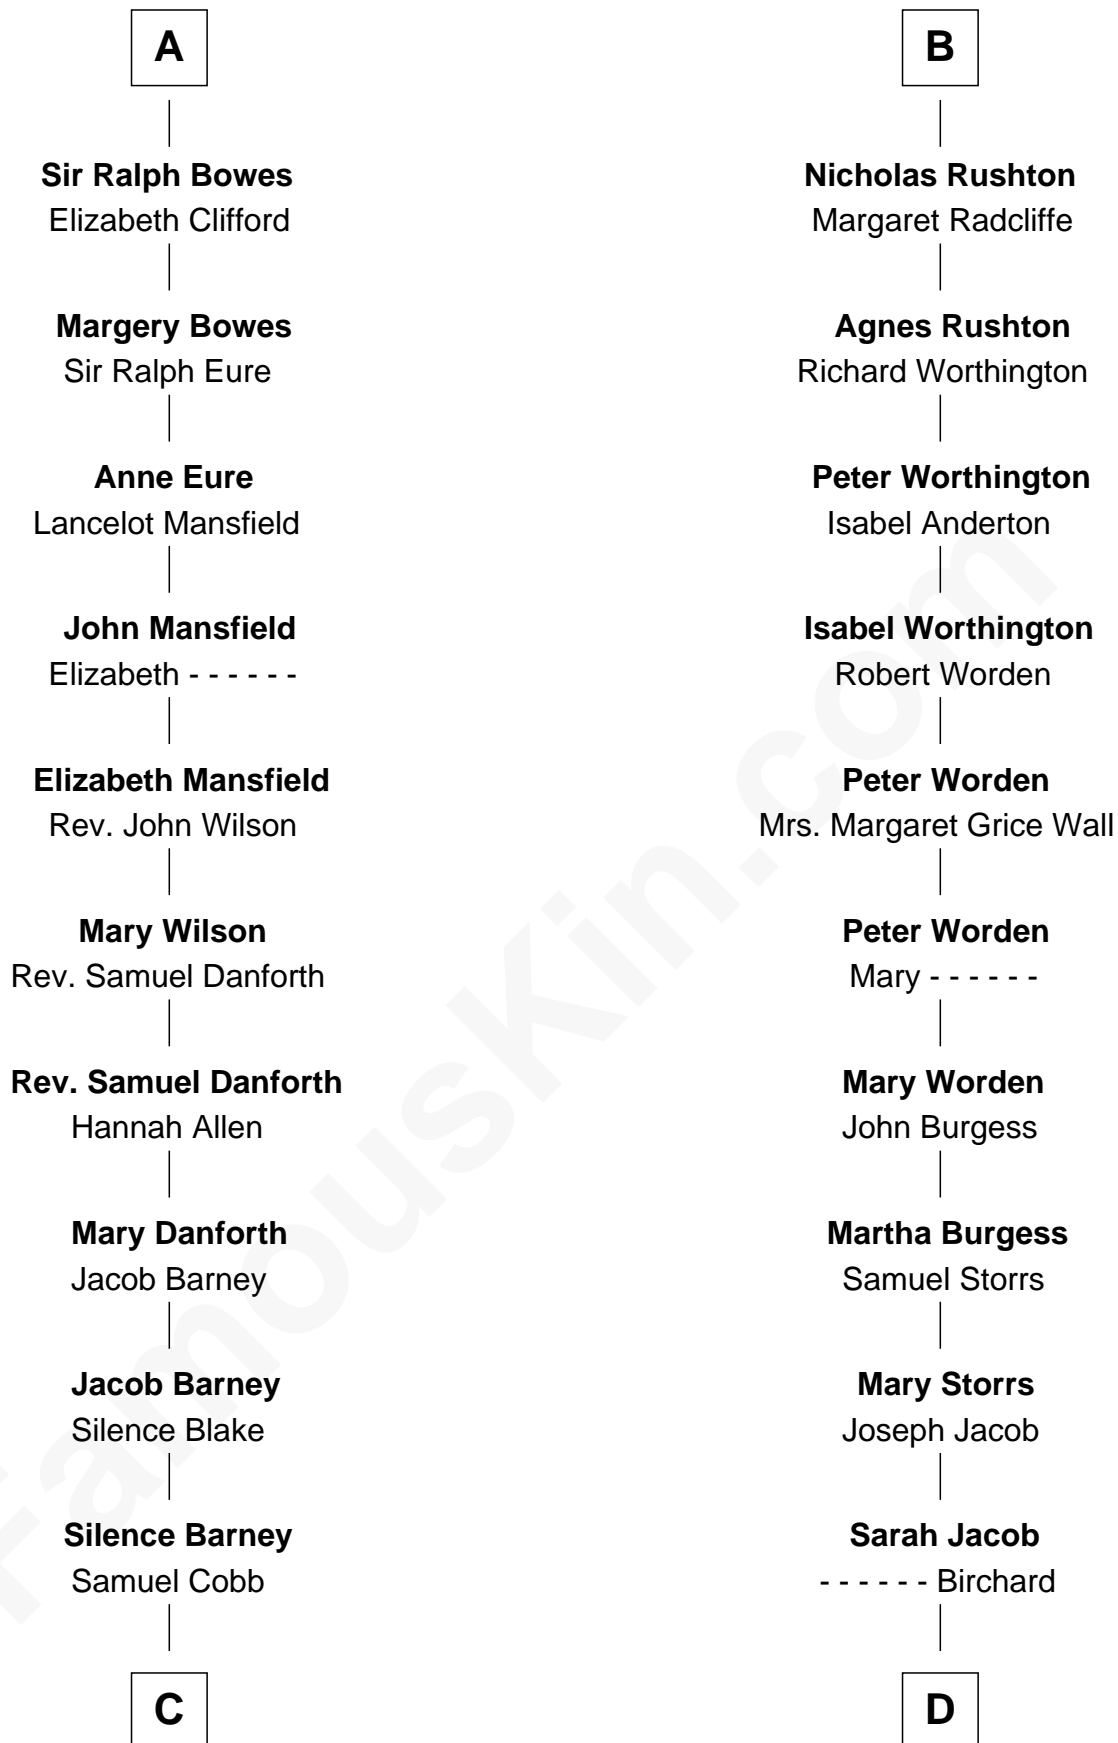 A
Sir Ralph Bowes
Elizabeth Clifford
Margery Bowes
Sir Ralph Eure
Anne Eure
Lancelot Mansfield
John Mansfield
Elizabeth - - - - - -
Elizabeth Mansfield
Rev. John Wilson
Mary Wilson
Rev. Samuel Danforth
Rev. Samuel Danforth
Hannah Allen
Mary Danforth
Jacob Barney
Jacob Barney
Silence Blake
Silence Barney
Samuel Cobb
C
B
Nicholas Rushton
Margaret Radcliffe
Agnes Rushton
Richard Worthington
Peter Worthington
Isabel Anderton
Isabel Worthington
Robert Worden
Peter Worden
Mrs. Margaret Grice Wall
Peter Worden
Mary - - - - - -
Mary Worden
John Burgess
Martha Burgess
Samuel Storrs
Mary Storrs
Joseph Jacob
Sarah Jacob
- - - - - - Birchard
D
FamousKin.com